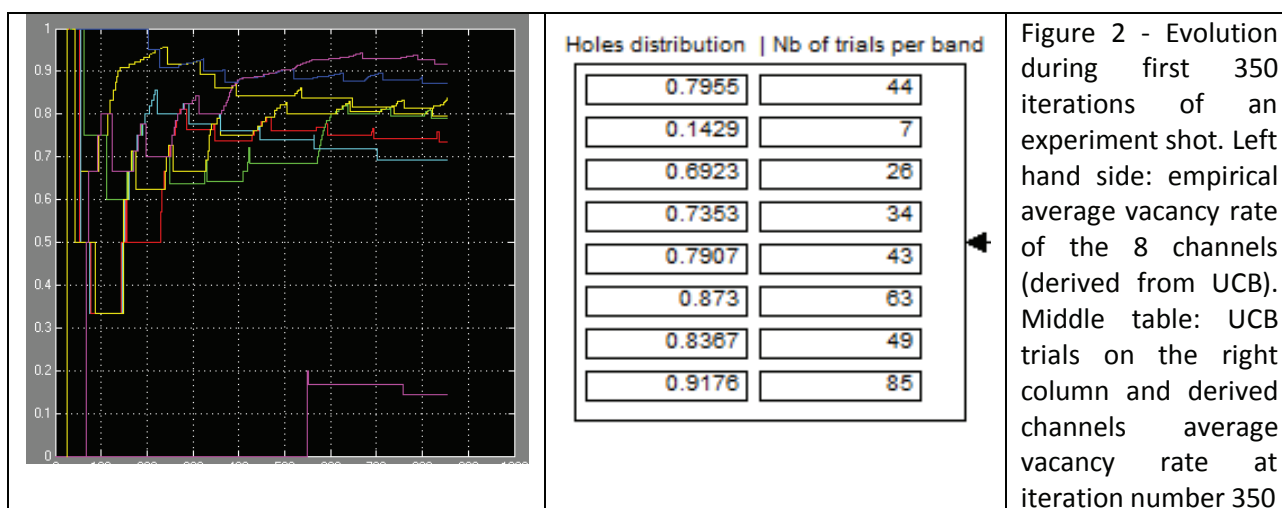 1
0.9
0.8
0.7
0.6
0.5
0.4
0.3
0.2
0.1
0
Holes distribution | Nb of trials per band
0.7955 44
0.1429 7
0.6923 26
0.7353 34
0.7907 43
0.873 63
0.8367 49
0.9176 85
Figure 2 - Evolution
during first 350
iterations of an
experiment shot. Left
hand side: empirical
average vacancy rate
of the 8 channels
(derived from UCB).
Middle table: UCB
trials on the right
column and derived
channels average
vacancy rate at
iteration number 350